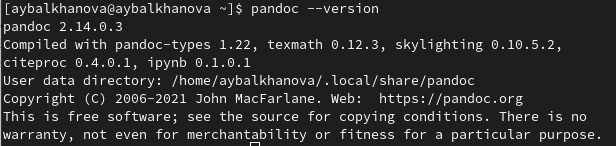 [aybalkhanova@aybalkhanova ~]$ pandoc --version
pandoc 2.14.0.3
Compiled with pandoc-types 1.22, texmath 0.12.3, skylighting 0.10.5.2,
citeproc 0.4.0.1, ipynb 0.1.0.1
User data directory: /home/aybalkhanova/.local/share/pandoc
Copyright (C) 2006-2021 John MacFarlane. Web:  https://pandoc.org
This is free software; see the source for copying conditions. There is no
warranty, not even for merchantability or fitness for a particular purpose.